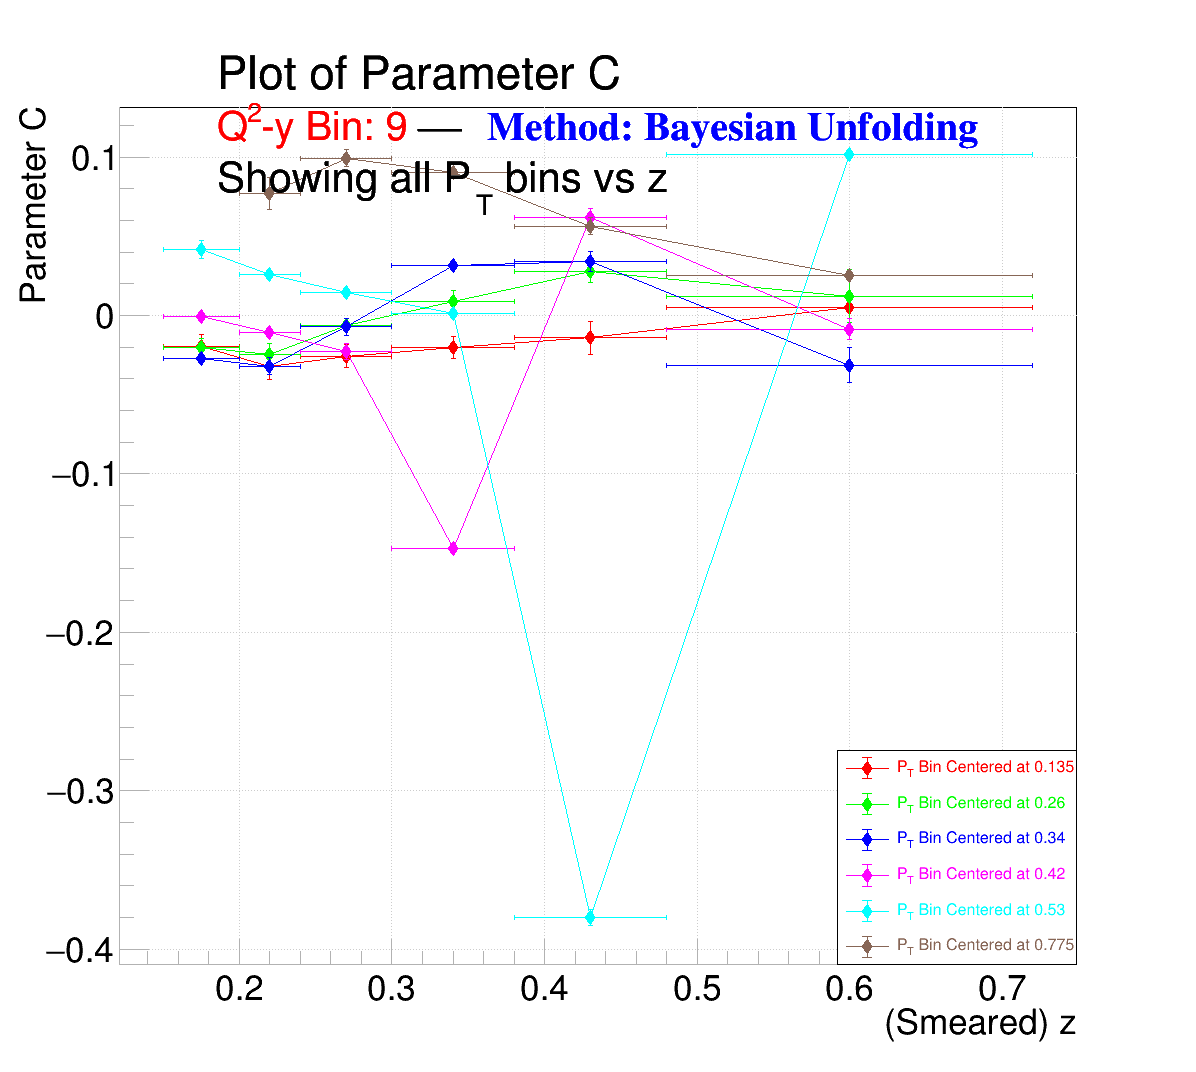 Plot of Parameter C
Q2-y Bin: 9 — Method: Bayesian Unfolding
Showing all PT bins vs z
Parameter C
0.1
0
−0.1
−0.2
−0.3
−0.4
PT Bin Centered at 0.135
PT Bin Centered at 0.26
PT Bin Centered at 0.34
PT Bin Centered at 0.42
PT Bin Centered at 0.53
PT Bin Centered at 0.775
0.2 0.3 0.4 0.5 0.6 0.7
(Smeared) z